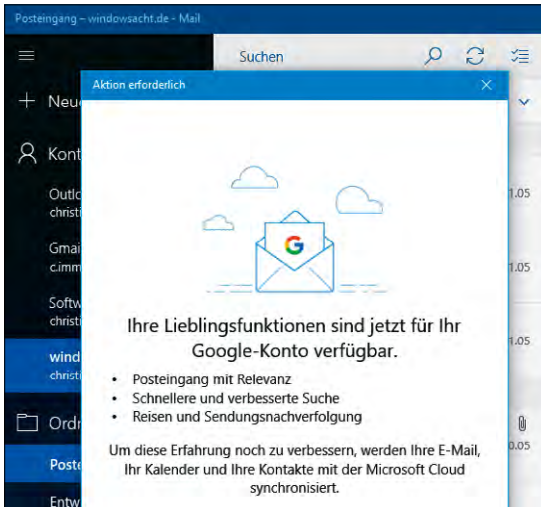 Posteingang – windowsacht.de - Mail
Suchen
Aktion erforderlich
Ihre Lieblingsfunktionen sind jetzt für Ihr
Google-Konto verfügbar.
• Posteingang mit Relevanz
• Schnellere und verbesserte Suche
• Reisen und Sendungsnachverfolgung
Um diese Erfahrung noch zu verbessern, werden Ihre E-Mail,
Ihr Kalender und Ihre Kontakte mit der Microsoft Cloud
synchronisiert.
Neue
Kont
Outlo
christi
Gmai
c.imm
Softw
christi
wind
christi
Ordn
Poste
Entw
1.05
1.05
1.05
0.05